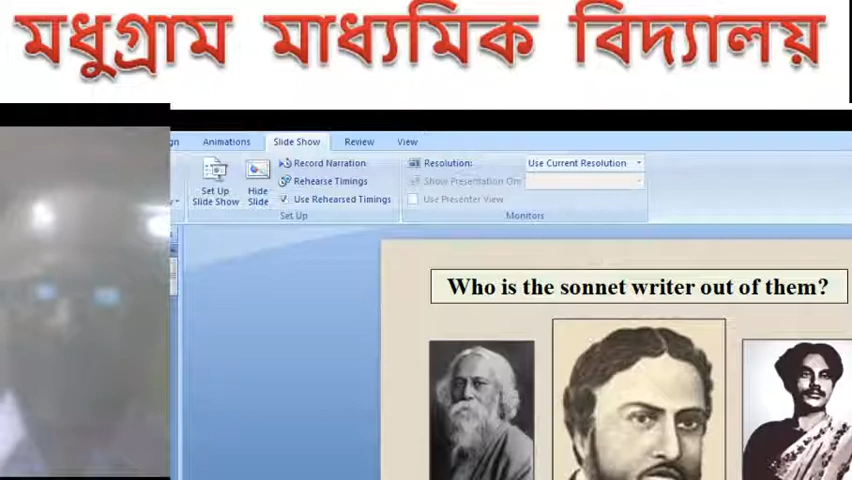 মধুগ্রাম মাধ্যমিক বিদ্যালয়
Animations Slide Show Review View
Record Narration Resolution: Use Current Resolution
Rehearse Timings Show Presentation On:
Set Up Slide Show Hide Slide Use Rehearsed Timings Use Presenter View
Set Up Monitors
Who is the sonnet writer out of them?